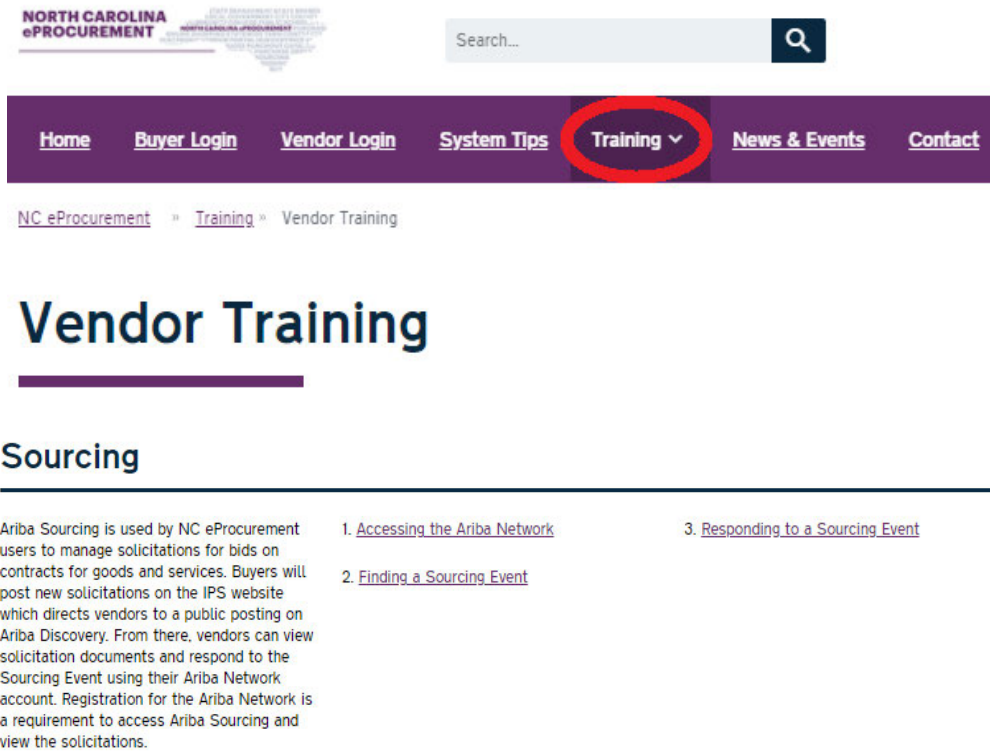 NORTH CAROLINA
ePROCUREMENT
NORTH CAROLINA ePROCUREMENT
Search...
Home Buyer Login Vendor Login System Tips Training News & Events Contact
NC eProcurement » Training » Vendor Training
Vendor Training
Sourcing
Ariba Sourcing is used by NC eProcurement
users to manage solicitations for bids on
contracts for goods and services. Buyers will
post new solicitations on the IPS website
which directs vendors to a public posting on
Ariba Discovery. From there, vendors can view
solicitation documents and respond to the
Sourcing Event using their Ariba Network
account. Registration for the Ariba Network is
a requirement to access Ariba Sourcing and
view the solicitations.
1. Accessing the Ariba Network
2. Finding a Sourcing Event
3. Responding to a Sourcing Event